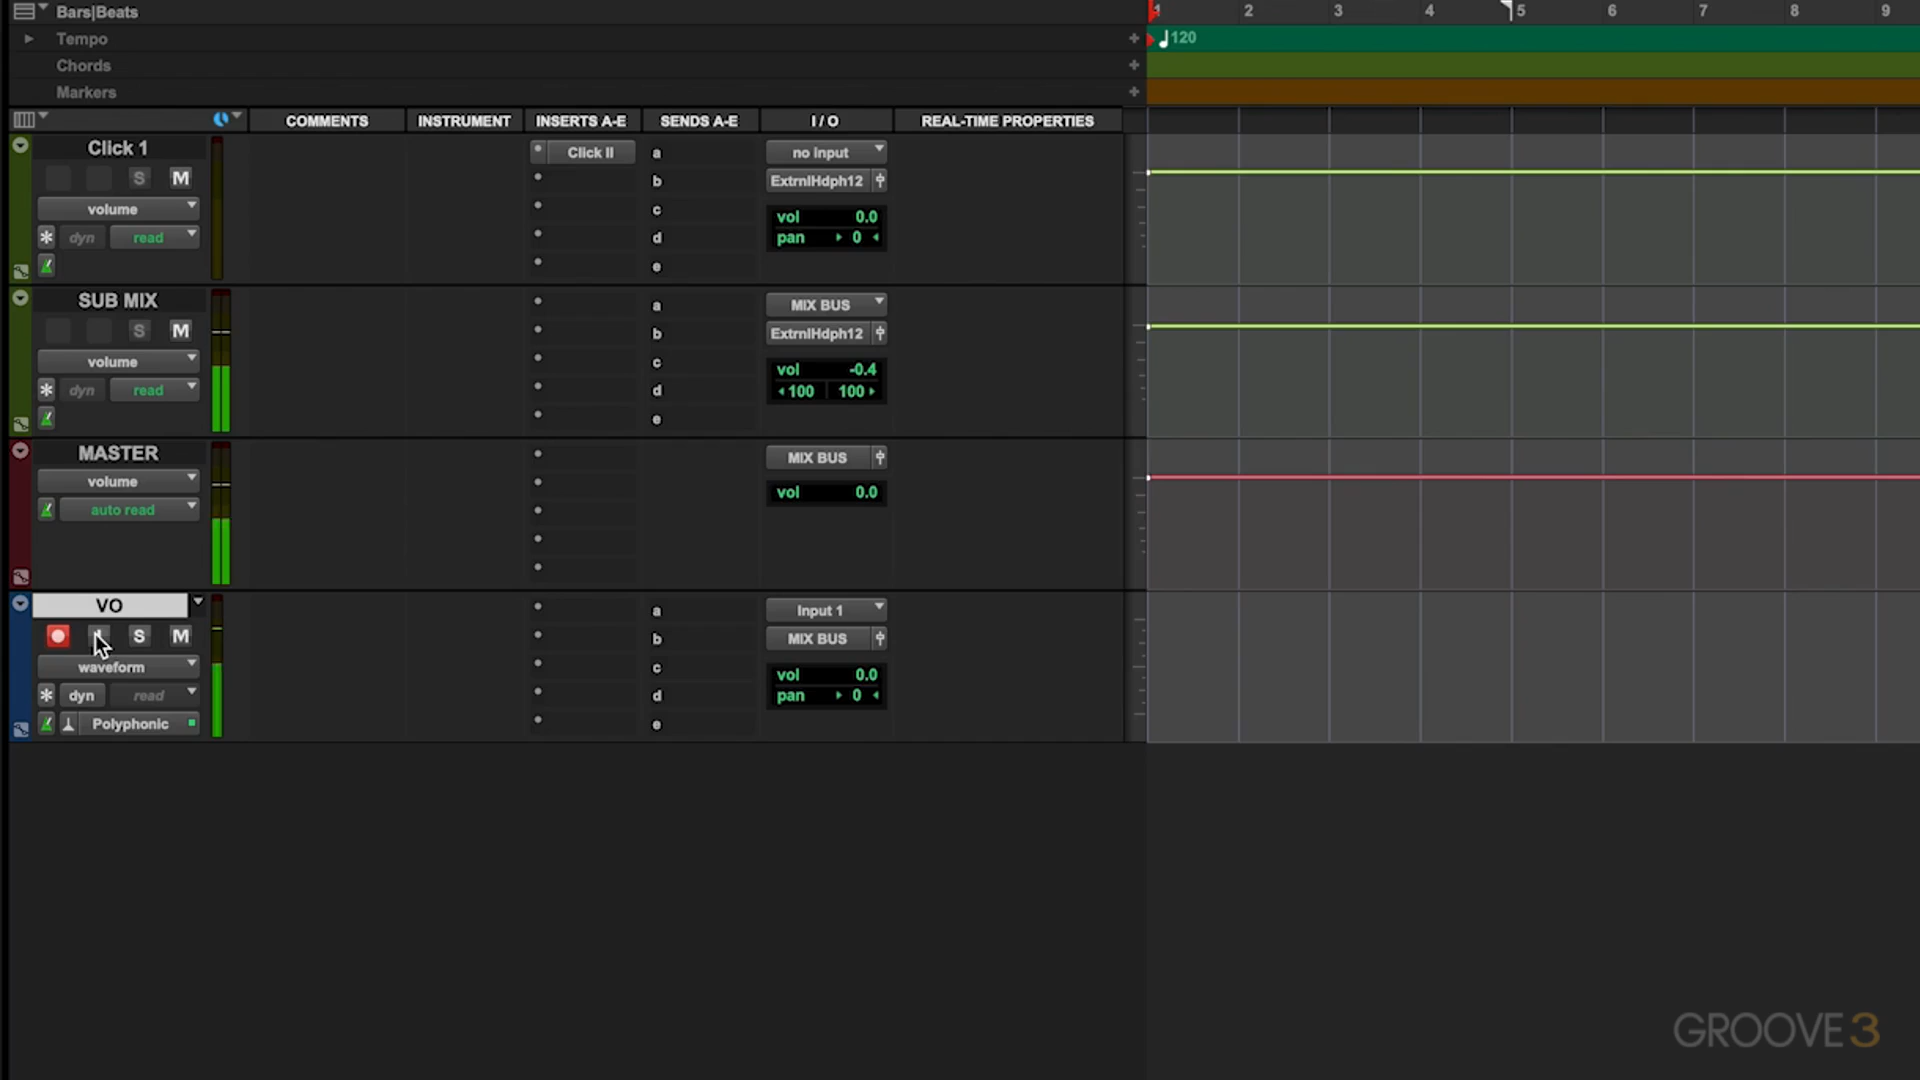 Bars|Beats
1 2 3 4 5 6 7 8 9
Tempo + 120
Chords +
Markers +
COMMENTS INSTRUMENT INSERTS A-E SENDS A-E I / O REAL-TIME PROPERTIES
Click 1
S M
volume
dyn read
Click II
a
b
c
d
e
no input
ExtrnlHdph12
vol 0.0
pan 0
SUB MIX
S M
volume
dyn read
a
b
c
d
e
MIX BUS
ExtrnlHdph12
vol -0.4
100 100
MASTER
volume
auto read
MIX BUS
vol 0.0
VO
S M
waveform
dyn read
Polyphonic
a
b
c
d
e
Input 1
MIX BUS
vol 0.0
pan 0
GROOVE 3